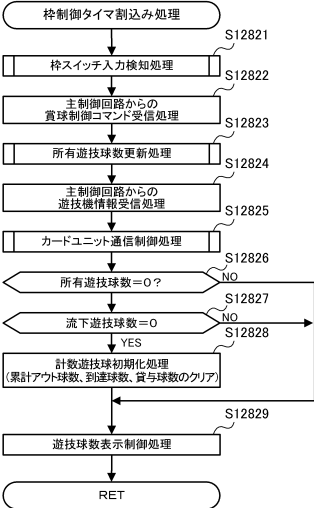 枠制御タイマ割込み処理
S12821
枠スイッチ入力検知処理
S12822
主制御回路からの
賞球制御コマンド受信処理
S12823
所有遊技球数更新処理
S12824
主制御回路からの
遊技機情報受信処理
S12825
カードユニット通信制御処理
S12826
所有遊技球数=0?
NO
S12827
流下遊技球数=0
NO
YES
S12828
計数遊技球初期化処理
(累計アウト球数、到達球数、貸与球数のクリア)
S12829
遊技球数表示制御処理
RET